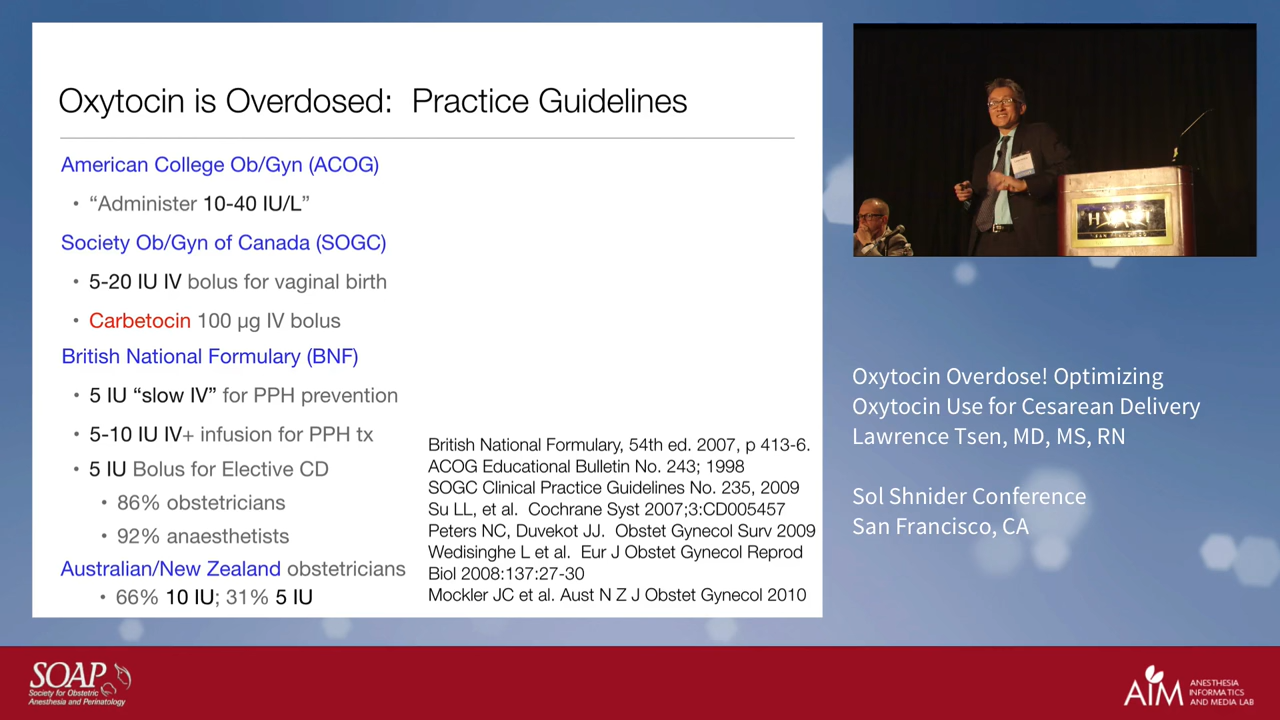 Oxytocin is Overdosed: Practice Guidelines
American College Ob/Gyn (ACOG)
• “Administer 10-40 IU/L”
Society Ob/Gyn of Canada (SOGC)
• 5-20 IU IV bolus for vaginal birth
• Carbetocin 100 µg IV bolus
British National Formulary (BNF)
• 5 IU “slow IV” for PPH prevention
• 5-10 IU IV+ infusion for PPH tx
• 5 IU Bolus for Elective CD
• 86% obstetricians
• 92% anaesthetists
Australian/New Zealand obstetricians
• 66% 10 IU; 31% 5 IU
British National Formulary, 54th ed. 2007, p 413-6.
ACOG Educational Bulletin No. 243; 1998
SOGC Clinical Practice Guidelines No. 235, 2009
Su LL, et al. Cochrane Syst 2007;3:CD005457
Peters NC, Duvekot JJ. Obstet Gynecol Surv 2009
Wedisinghe L et al. Eur J Obstet Gynecol Reprod
Biol 2008:137:27-30
Mockler JC et al. Aust N Z J Obstet Gynecol 2010
HYATT
Oxytocin Overdose! Optimizing
Oxytocin Use for Cesarean Delivery
Lawrence Tsen, MD, MS, RN
Sol Shnider Conference
San Francisco, CA
SOAP
Society for Obstetric
Anesthesia and Perinatology
AIM
ANESTHESIA
INFORMATICS
AND MEDIA LAB